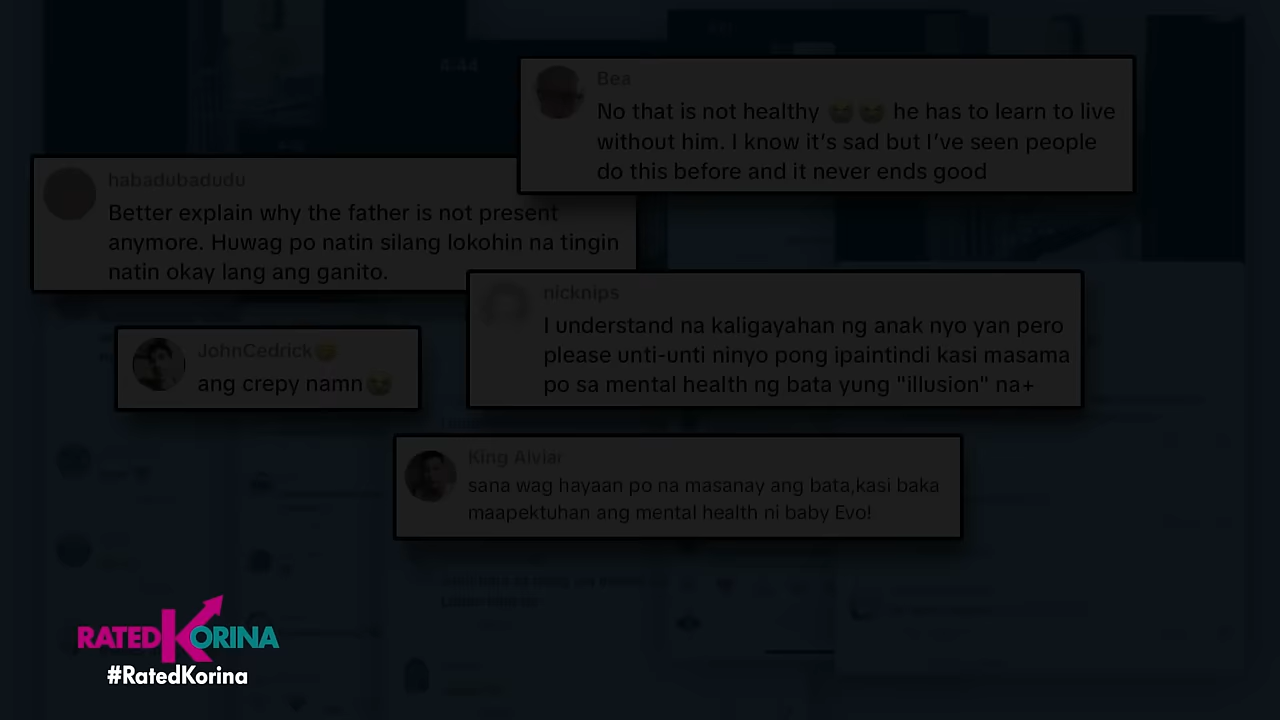 Bea
No that is not healthy 😭😭 he has to learn to live
without him. I know it's sad but I've seen people
do this before and it never ends good
habadubadudu
Better explain why the father is not present
anymore. Huwag po natin silang lokohin na tingin
natin okay lang ang ganito.
nicknips
I understand na kaligayahan ng anak nyo yan pero
please unti-unti ninyo pong ipaintindi kasi masama
po sa mental health ng bata yung "illusion" na+
JohnCedrick
ang crepy namn😭
King Alviar
sana wag hayaan po na masanay ang bata,kasi baka
maapektuhan ang mental health ni baby Evo!
RATED KORINA
#RatedKorina